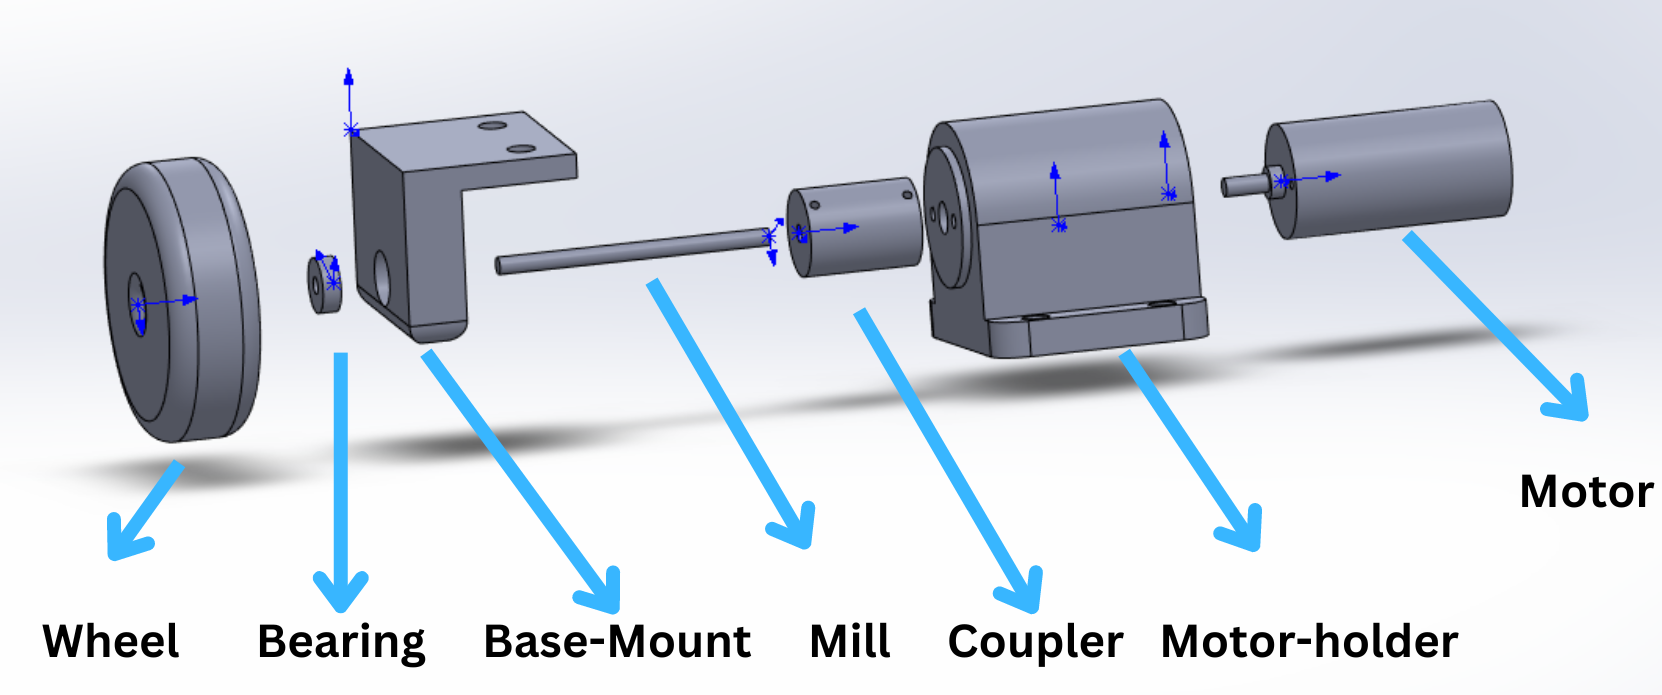 Motor
Wheel
Bearing
Base-Mount
Mill
Coupler
Motor-holder